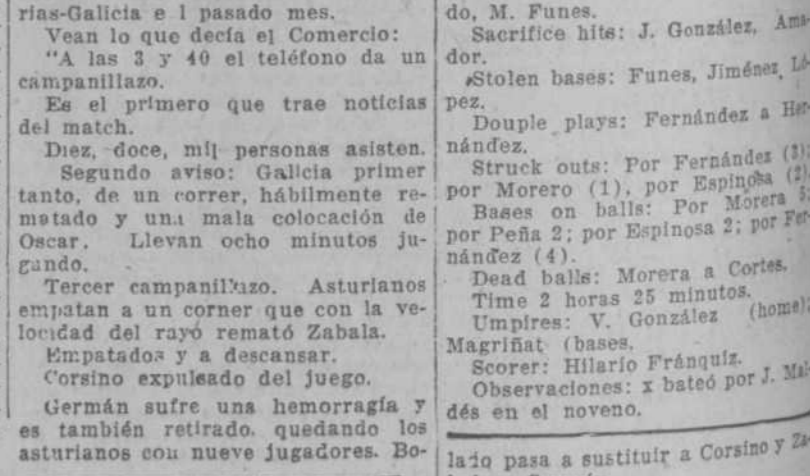 rias-Galicia e l pasado mes.
Vean lo que decía el Comercio:
"A las 3 y 40 el teléfono da un
campanillazo.
Es el primero que trae noticias
del match.
Diez, doce, mil personas asisten.
Segundo aviso: Galicia primer
tanto, de un correr, hábilmente re-
matado y una mala colocación de
Oscar. Llevan ocho minutos ju-
gando.
Tercer campanillazo. Asturianos
empatan a un corner que con la ve-
locidad del rayó remató Zabala.
Empatados y a descansar.
Corsino expulsado del juego.
Germán sufre una hemorragía y
es también retirado. quedando los
asturianos con nueve jugadores. Bo-
do, M. Funes.
Sacrifice hits: J. González, Ama-
dor.
Stolen bases: Funes, Jiménez, Ló-
pez.
Douple plays: Fernández a Her-
nández.
Struck outs: Por Fernández (3);
por Morero (1), por Espinosa (2).
Bases on balls: Por Morera
por Peña 2; por Espinosa 2; por Fer-
nández (4).
Dead balls: Morera a Cortes.
Time 2 horas 25 minutos.
Umpires: V. González (home);
Magriñat (bases.
Scorer: Hilario Fránquiz.
Observaciones: x bateó por J. Mal-
dés en el noveno.
lado pasa a sustituir a Corsino y Za-